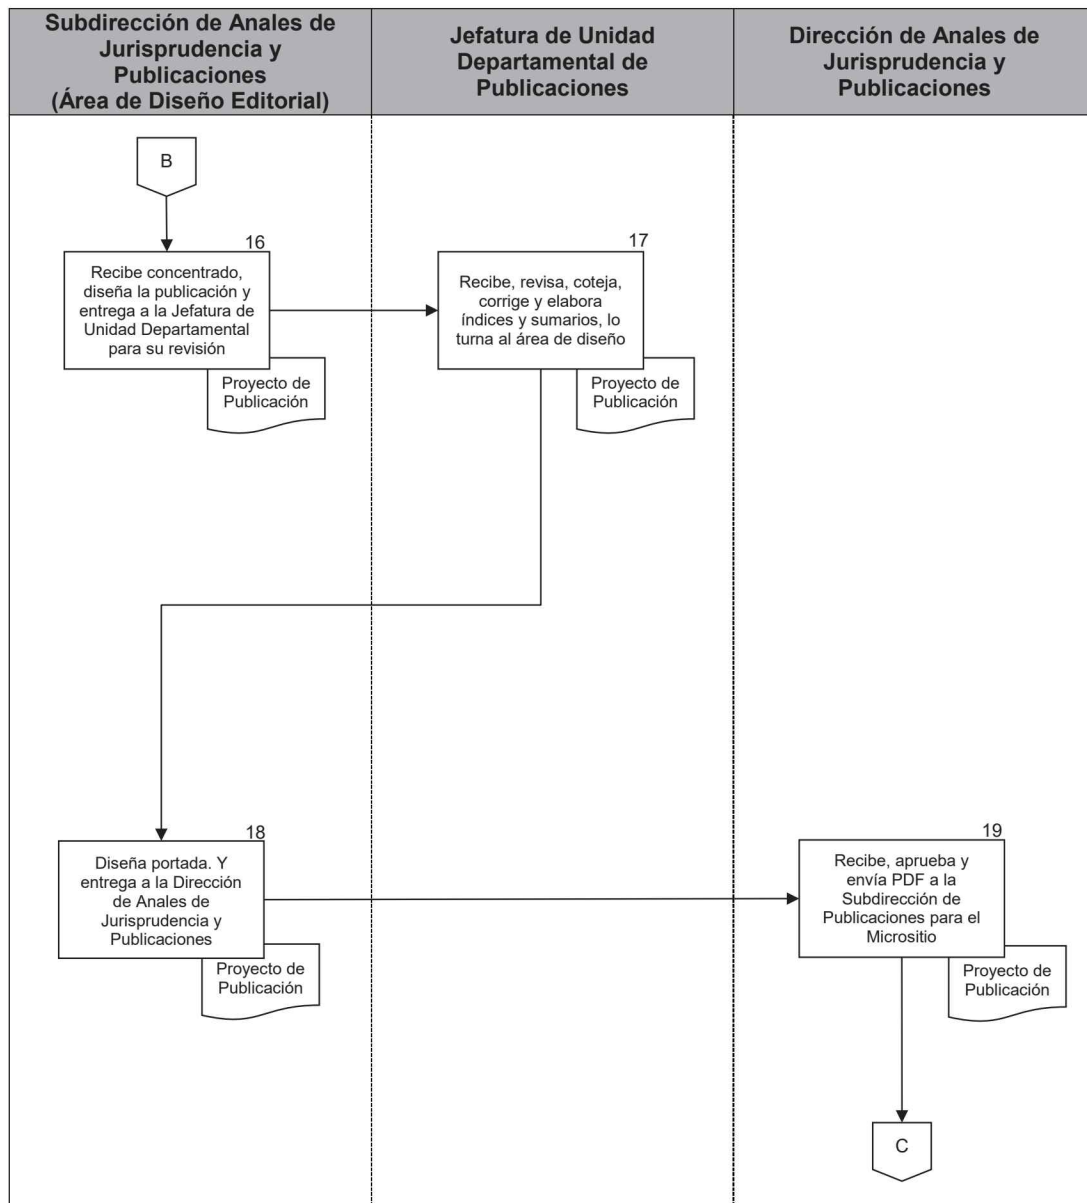 Subdirección de Anales de
Jurisprudencia y
Publicaciones
(Área de Diseño Editorial)
Jefatura de Unidad
Departamental de
Publicaciones
Dirección de Anales de
Jurisprudencia y
Publicaciones
B
16
Recibe concentrado,
diseña la publicación y
entrega a la Jefatura de
Unidad Departamental
para su revisión
Proyecto de
Publicación
17
Recibe, revisa, coteja,
corrige y elabora
índices y sumarios, lo
turna al área de diseño
Proyecto de
Publicación
18
Diseña portada. Y
entrega a la Dirección
de Anales de
Jurisprudencia y
Publicaciones
Proyecto de
Publicación
19
Recibe, aprueba y
envía PDF a la
Subdirección de
Publicaciones para el
Micrositio
Proyecto de
Publicación
C